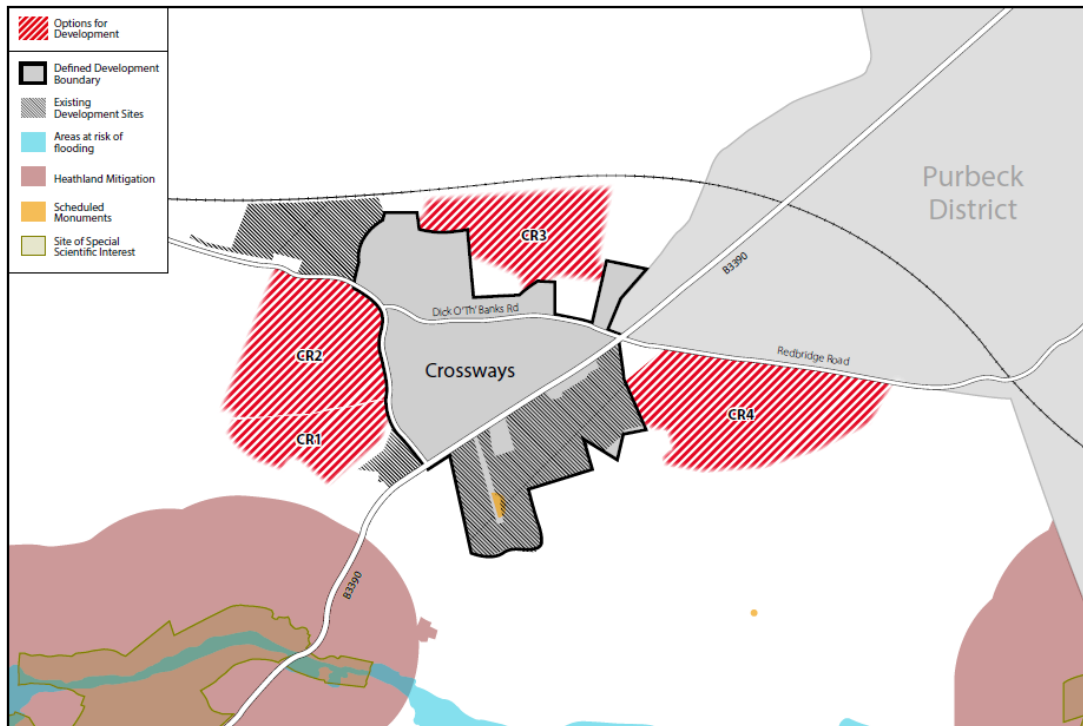 Options for
Development
Defined Development
Boundary
Existing
Development Sites
Areas at risk of
flooding
Heathland Mitigation
Scheduled
Monuments
Site of Special
Scientific Interest
Purbeck
District
CR3
B3390
Dick O'Th' Banks Rd
Redbridge Road
CR2
Crossways
CR4
CR1
B3390